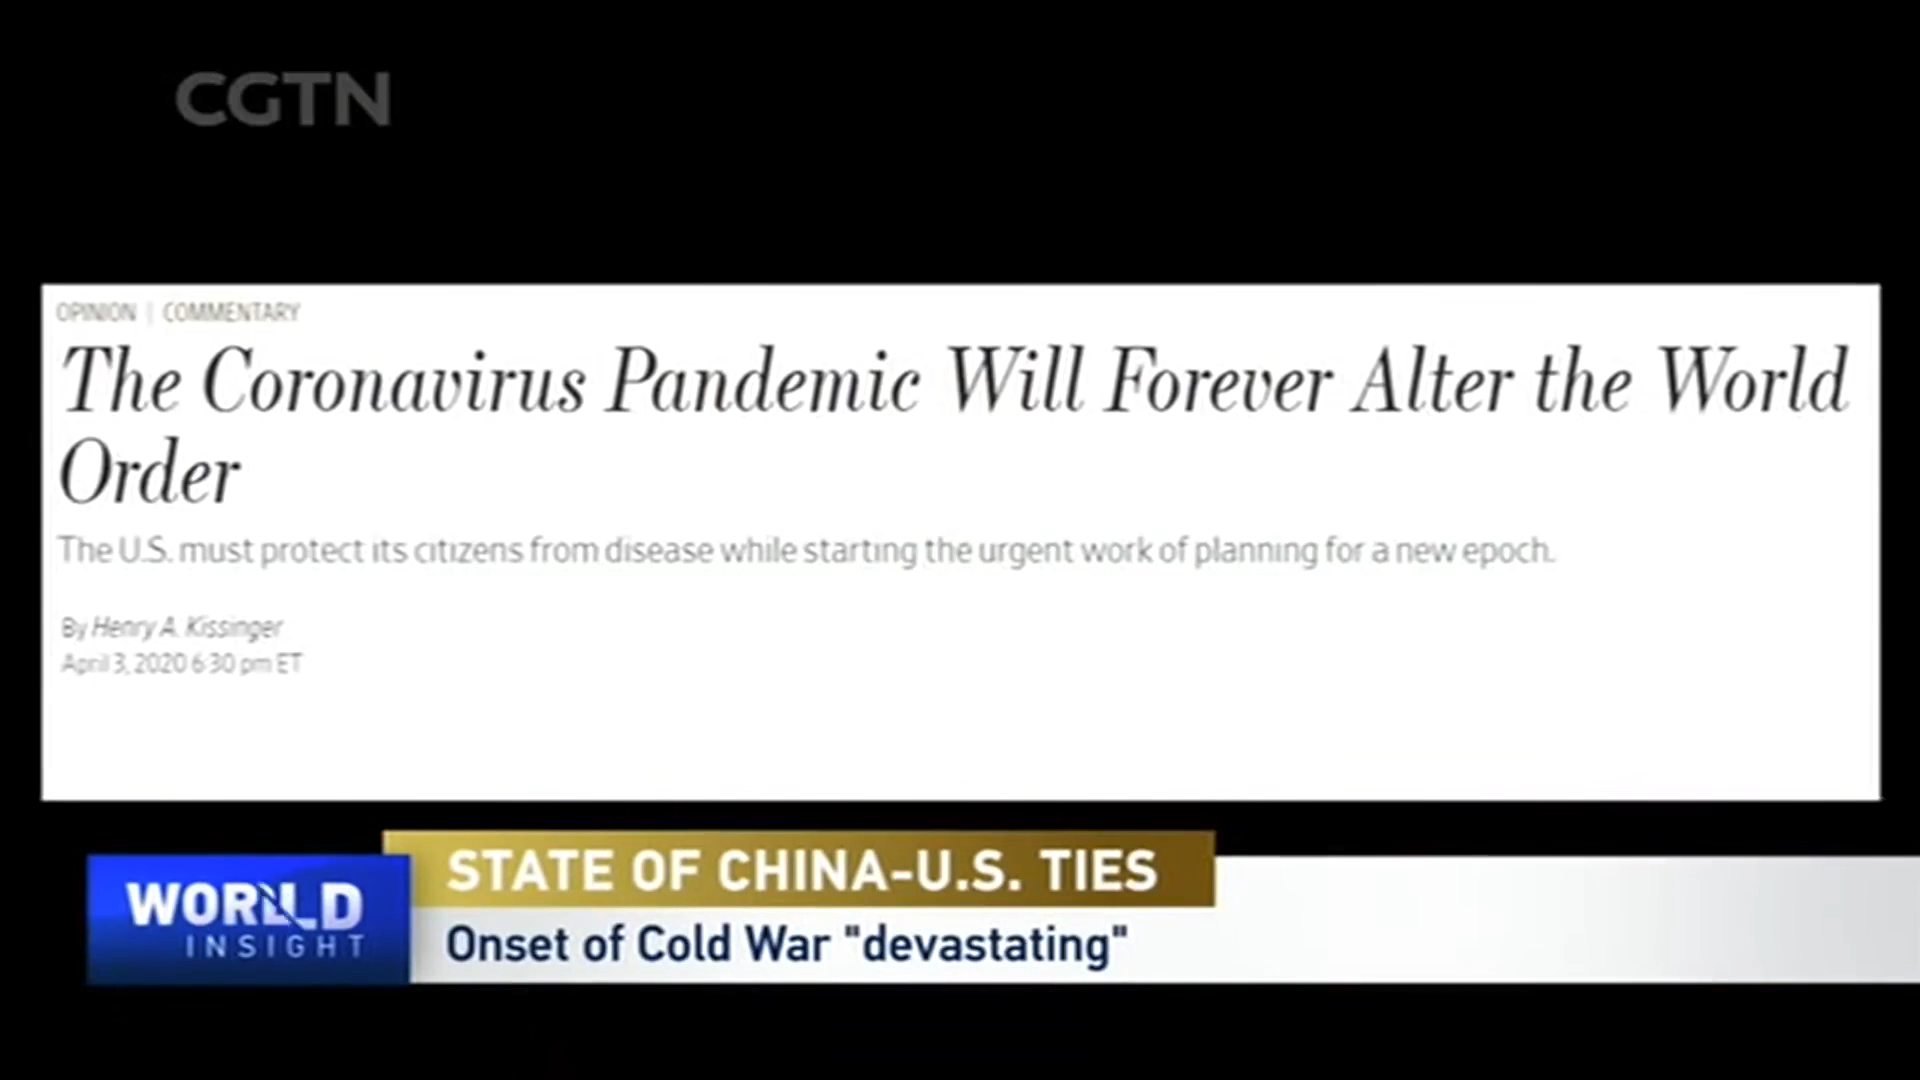 CGTN
OPINION | COMMENTARY
The Coronavirus Pandemic Will Forever Alter the World
Order
The U.S. must protect its citizens from disease while starting the urgent work of planning for a new epoch.
By Henry A. Kissinger
April 3, 2020 6:30 pm ET
STATE OF CHINA-U.S. TIES
WORLD
INSIGHT
Onset of Cold War "devastating"